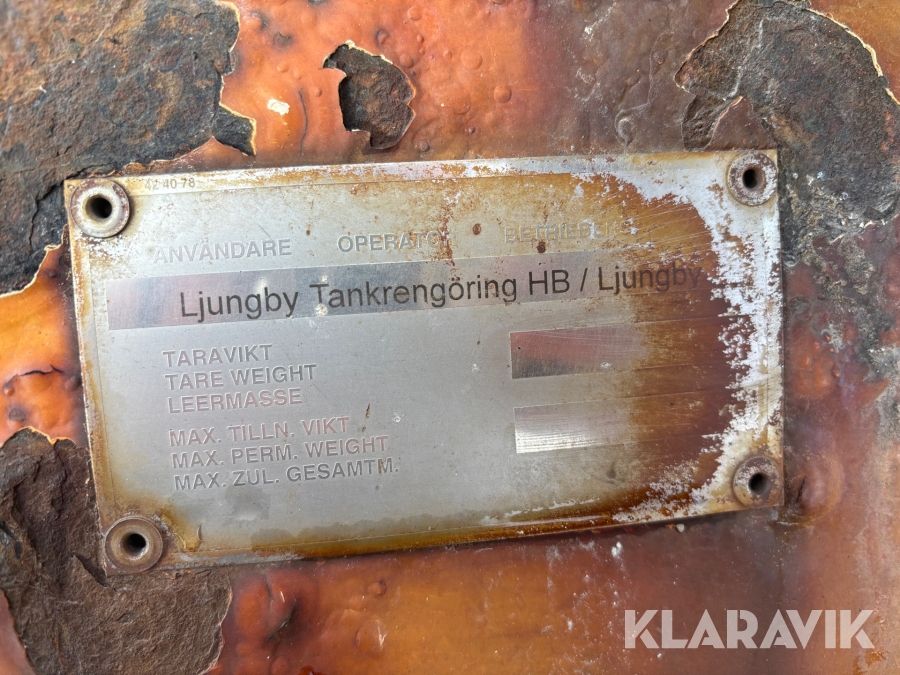 42 40 78
ANVÄNDARE OPERATO
Ljungby Tankrengöring HB / Ljungby
TARAVIKT
TARE WEIGHT
LEERMASSE
MAX. TILLN. VIKT
MAX. PERM. WEIGHT
MAX. ZUL. GESAMTM.
KLARAVIK